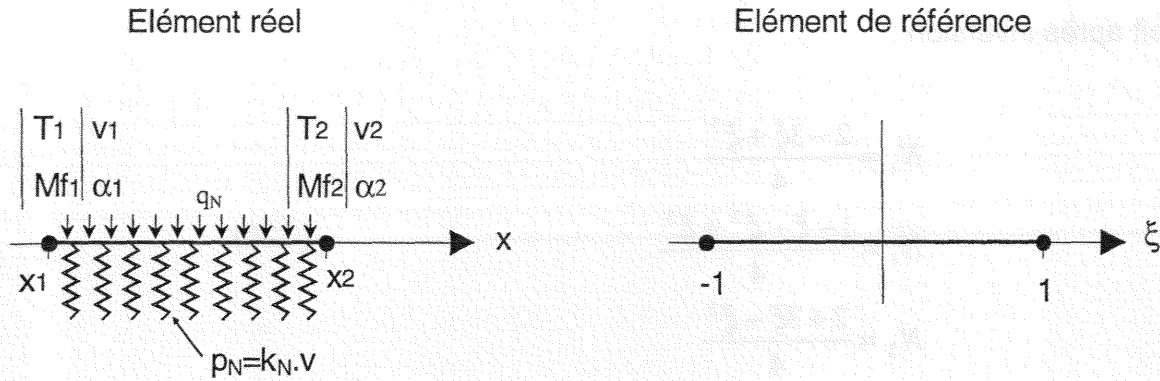 Elément réel
Elément de référence
T1 v1
Mf1 α1
T2 v2
Mf2 α2
qN
x
ξ
x1
x2
-1
1
pN=kN.v